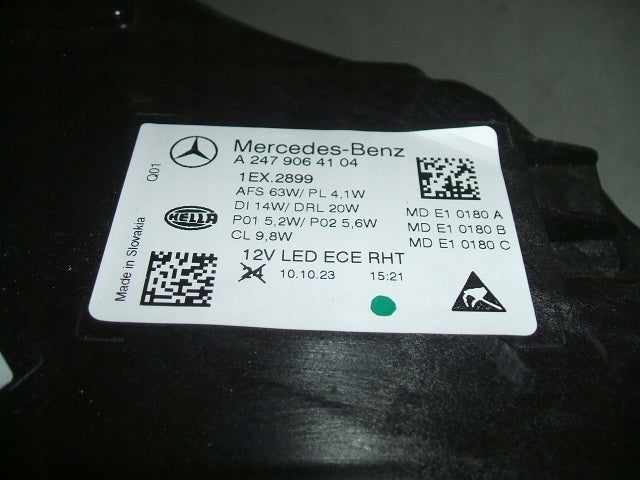 Mercedes-Benz
A 247 906 41 04
1EX.2899
AFS 63W/ PL 4,1W
DI 14W/ DRL 20W
P01 5,2W/ P02 5,6W
CL 9,8W
HELLA
MD E1 0180 A
MD E1 0180 B
MD E1 0180 C
12V LED ECE RHT
24 10.10.23 15:21
Q01
Made in Slovakia